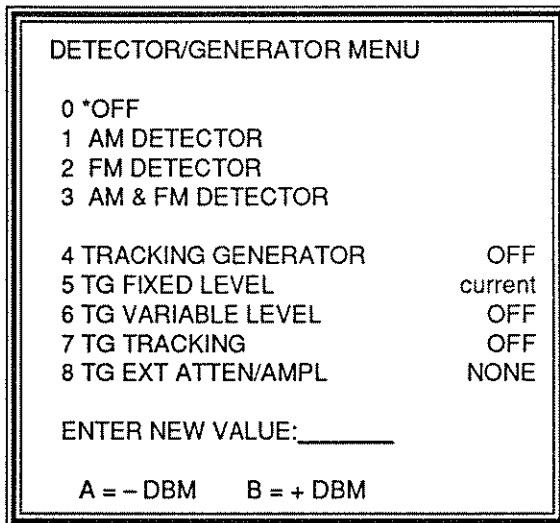 DETECTOR/GENERATOR MENU
0 *OFF
1 AM DETECTOR
2 FM DETECTOR
3 AM & FM DETECTOR
4 TRACKING GENERATOR OFF
5 TG FIXED LEVEL current
6 TG VARIABLE LEVEL OFF
7 TG TRACKING OFF
8 TG EXT ATTEN/AMPL NONE
ENTER NEW VALUE:_______
A = – DBM B = + DBM